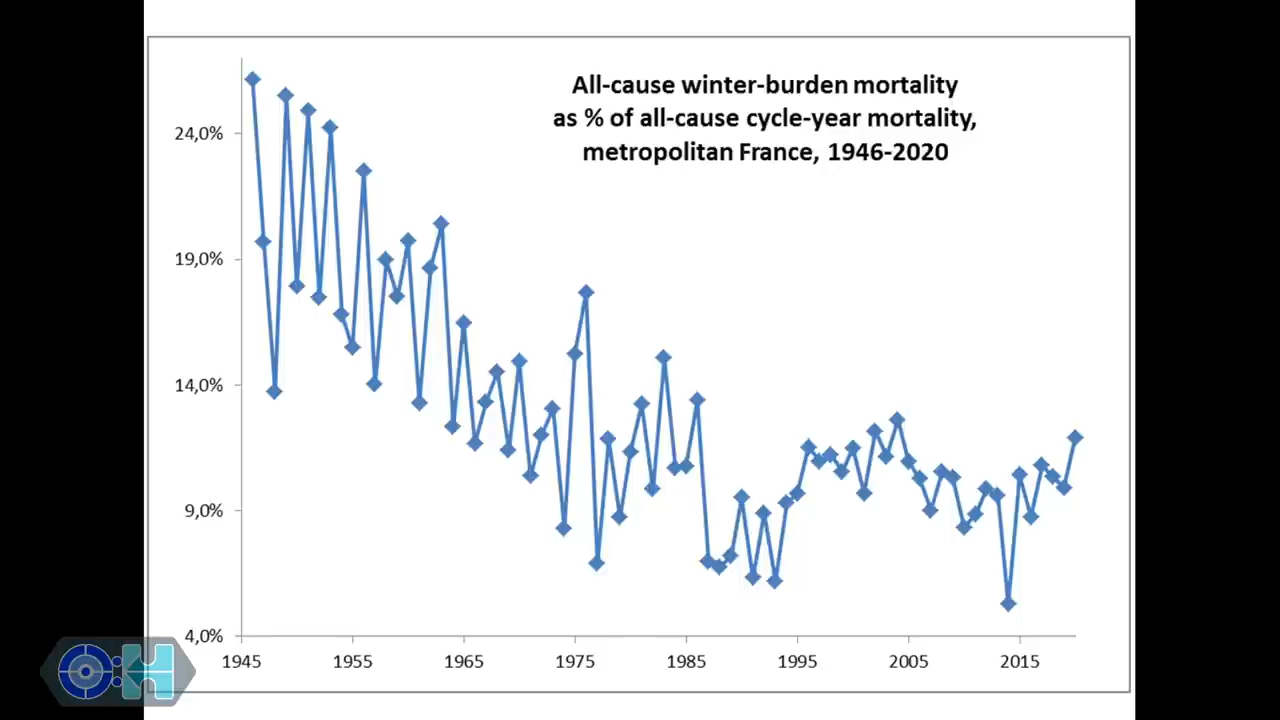 All-cause winter-burden mortality
as % of all-cause cycle-year mortality,
metropolitan France, 1946-2020
24,0%
19,0%
14,0%
9,0%
4,0%
1945 1955 1965 1975 1985 1995 2005 2015